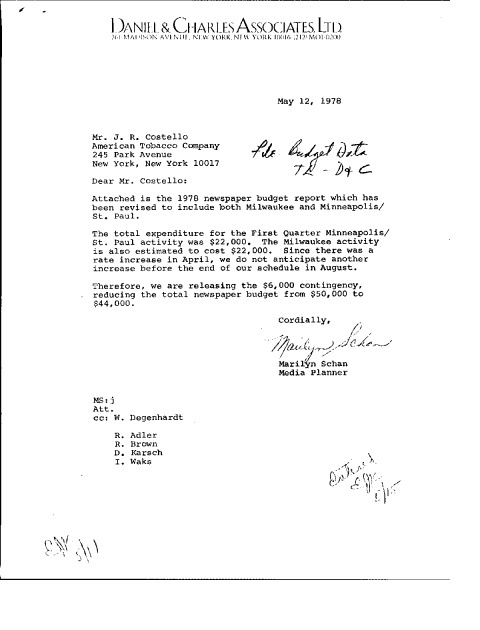 DANIEL & CHARLES ASSOCIATES, LTD
261 MADISON AVENUE, NEW YORK, NEW YORK 10016 (212) MO1-0200
May 12, 1978
Mr. J. R. Costello
American Tobacco Company
245 Park Avenue
New York, New York 10017
File Budget Data
TR - D & C
Dear Mr. Costello:
Attached is the 1978 newspaper budget report which has
been revised to include both Milwaukee and Minneapolis/
St. Paul.
The total expenditure for the First Quarter Minneapolis/
St. Paul activity was $22,000. The Milwaukee activity
is also estimated to cost $22,000. Since there was a
rate increase in April, we do not anticipate another
increase before the end of our schedule in August.
Therefore, we are releasing the $6,000 contingency,
reducing the total newspaper budget from $50,000 to
$44,000.
Cordially,
Marilyn Schan
Marilyn Schan
Media Planner
MS:j
Att.
cc: W. Degenhardt
R. Adler
R. Brown
D. Karsch
I. Waks
5/15